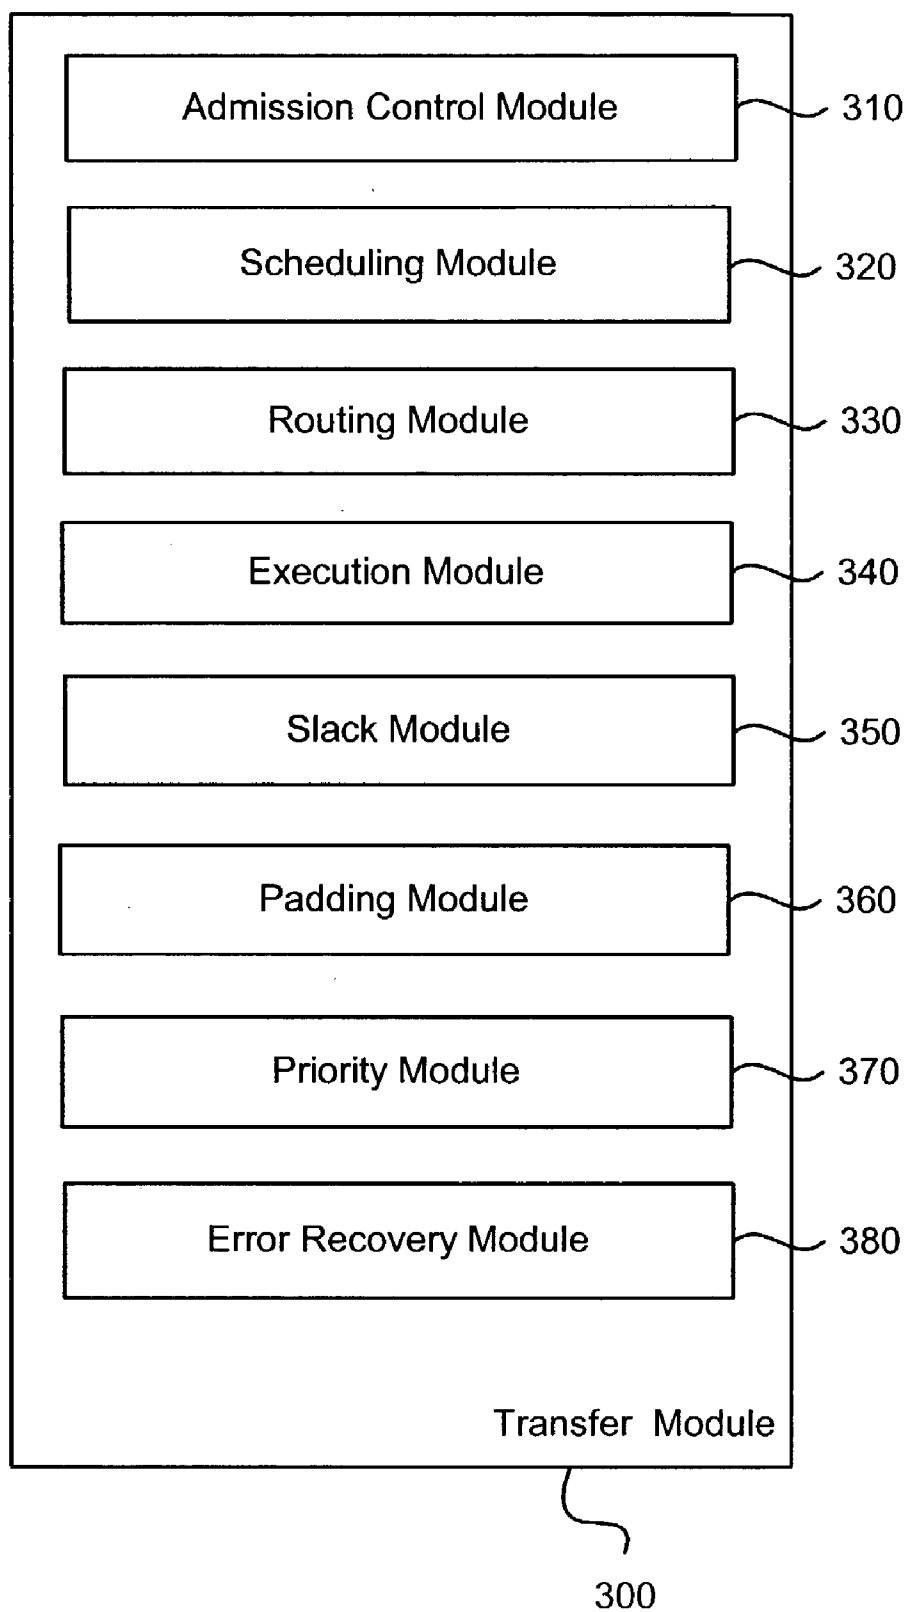 Admission Control Module 310
Scheduling Module 320
Routing Module 330
Execution Module 340
Slack Module 350
Padding Module 360
Priority Module 370
Error Recovery Module 380
Transfer Module
300